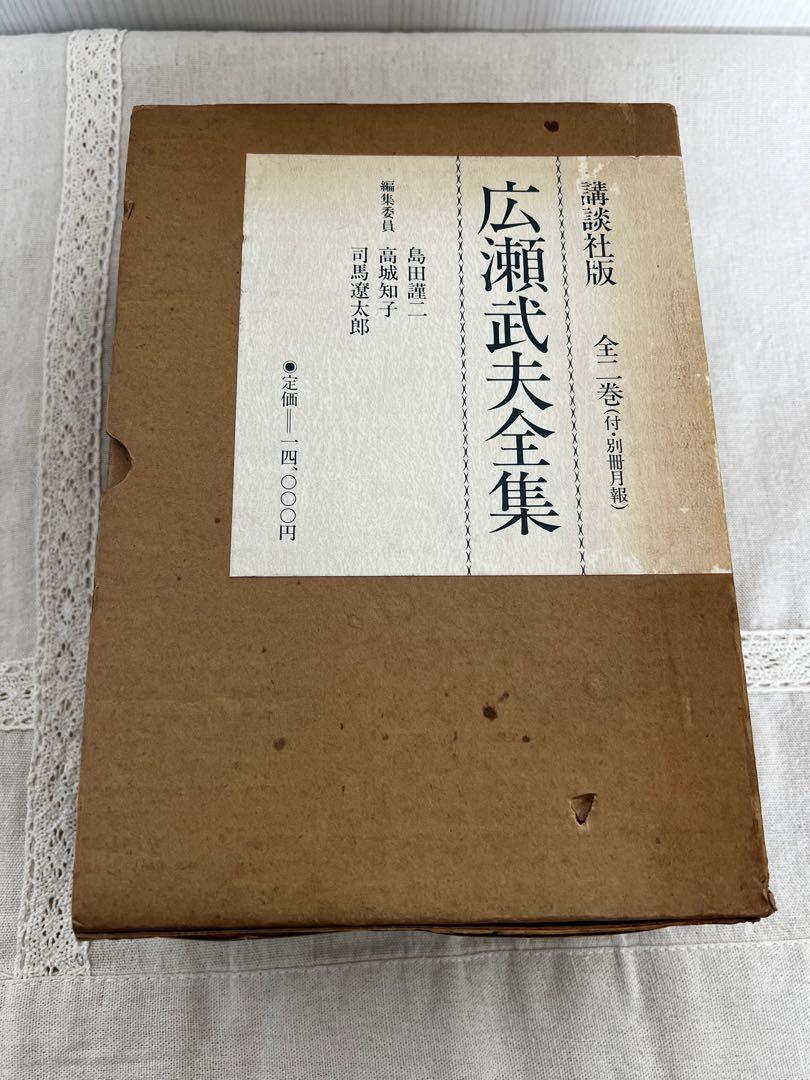 講談社版 全二巻(付・別冊月報)
広瀬武夫全集
編集委員
島田謹二
高城知子
司馬遼太郎
◉定価＝一四、〇〇〇円